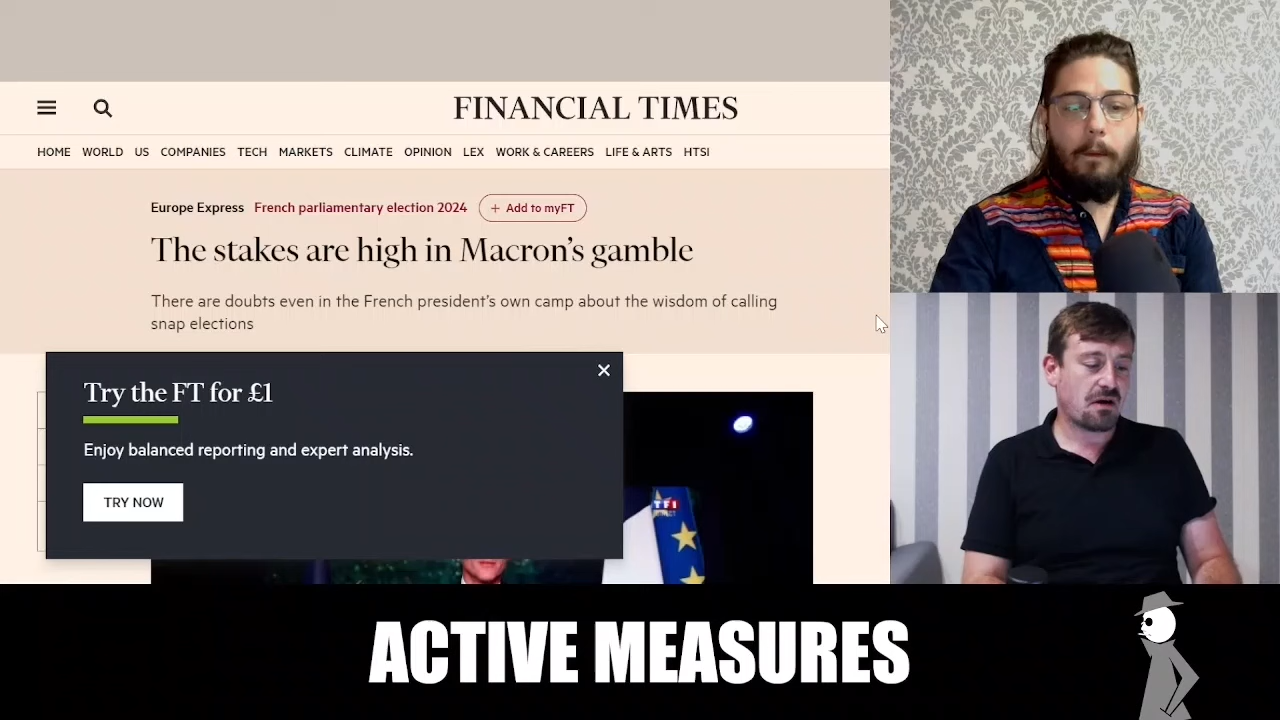 FINANCIAL TIMES
HOME WORLD US COMPANIES TECH MARKETS CLIMATE OPINION LEX WORK & CAREERS LIFE & ARTS HTSI
Europe Express French parliamentary election 2024 + Add to myFT
The stakes are high in Macron's gamble
There are doubts even in the French president's own camp about the wisdom of calling
snap elections
Try the FT for £1
Enjoy balanced reporting and expert analysis.
TRY NOW
TF1
ACTIVE MEASURES